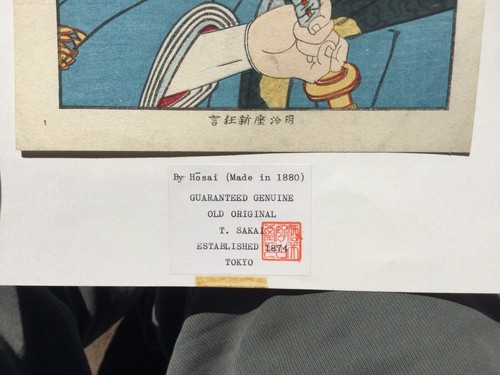 明治座新狂言
1
By Hōsai (Made in 1880)
GUARANTEED GENUINE
OLD ORIGINAL
T. SAKAI
ESTABLISHED 1874
TOKYO